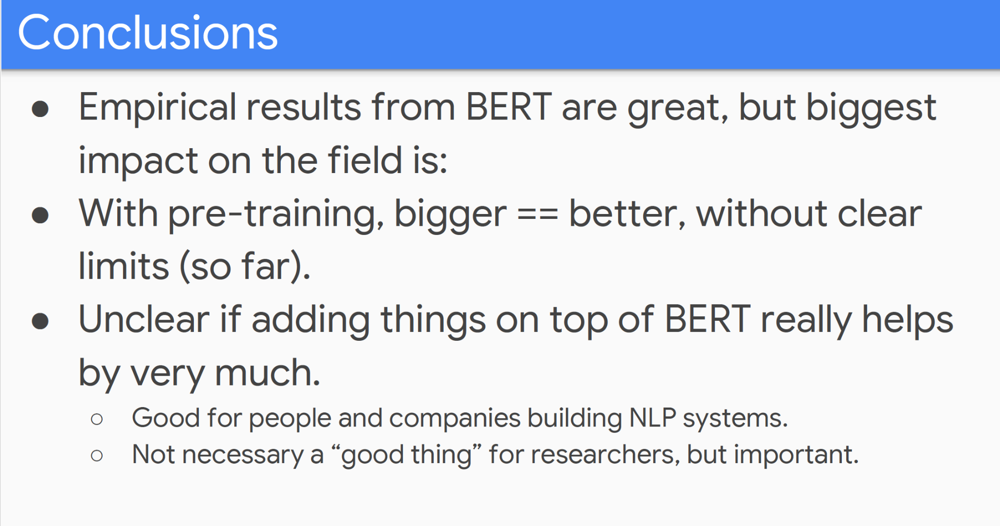 Conclusions
● Empirical results from BERT are great, but biggest
impact on the field is:
● With pre-training, bigger == better, without clear
limits (so far).
● Unclear if adding things on top of BERT really helps
by very much.
○ Good for people and companies building NLP systems.
○ Not necessary a “good thing” for researchers, but important.